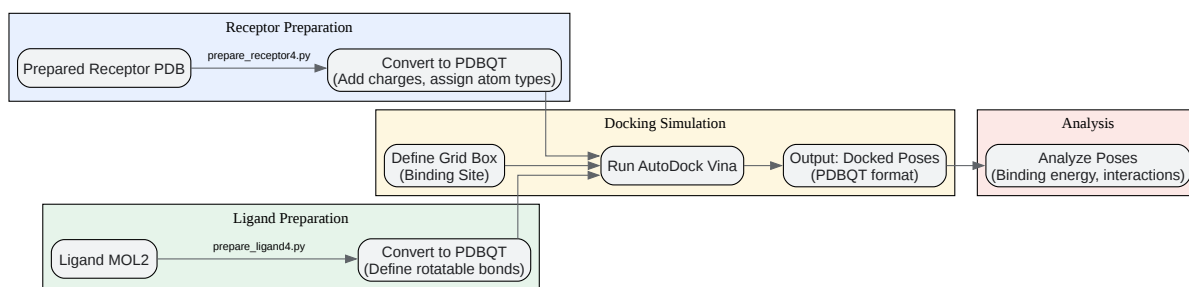 Receptor Preparation
Prepared Receptor PDB
prepare_receptor4.py
Convert to PDBQT
(Add charges, assign atom types)
Docking Simulation
Define Grid Box
(Binding Site)
Run AutoDock Vina
Output: Docked Poses
(PDBQT format)
Analysis
Analyze Poses
(Binding energy, interactions)
Ligand Preparation
Ligand MOL2
prepare_ligand4.py
Convert to PDBQT
(Define rotatable bonds)